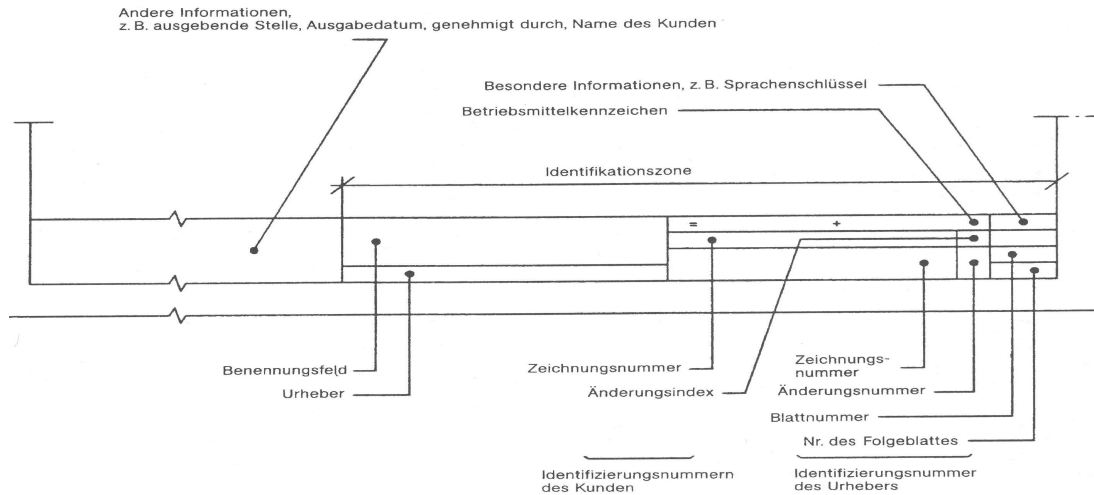 Andere Informationen,
z.B. ausgebende Stelle, Ausgabedatum, genehmigt durch, Name des Kunden
Besondere Informationen, z.B. Sprachenschlüssel
Betriebsmittelkennzeichen
Identifikationszone
= +
Benennungsfeld
Urheber
Zeichnungsnummer
Änderungsindex
Zeichnungs-
nummer
Änderungsnummer
Blattnummer
Nr. des Folgeblattes
Identifizierungsnummern
des Kunden
Identifizierungsnummer
des Urhebers